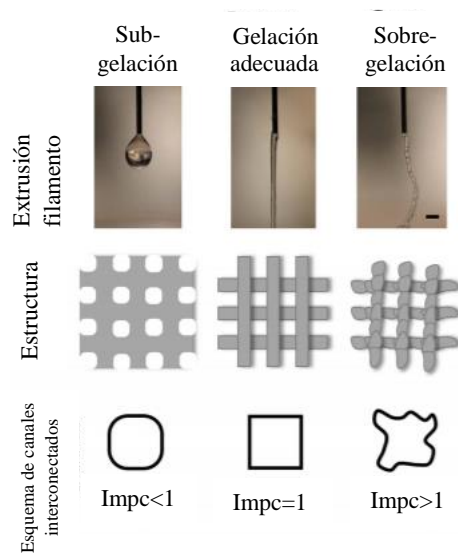 Sub-
gelación
Gelación
adecuada
Sobre-
gelación
Extrusión
filamento
Estructura
Esquema de canales
interconectados
Impc<1
Impc=1
Impc>1